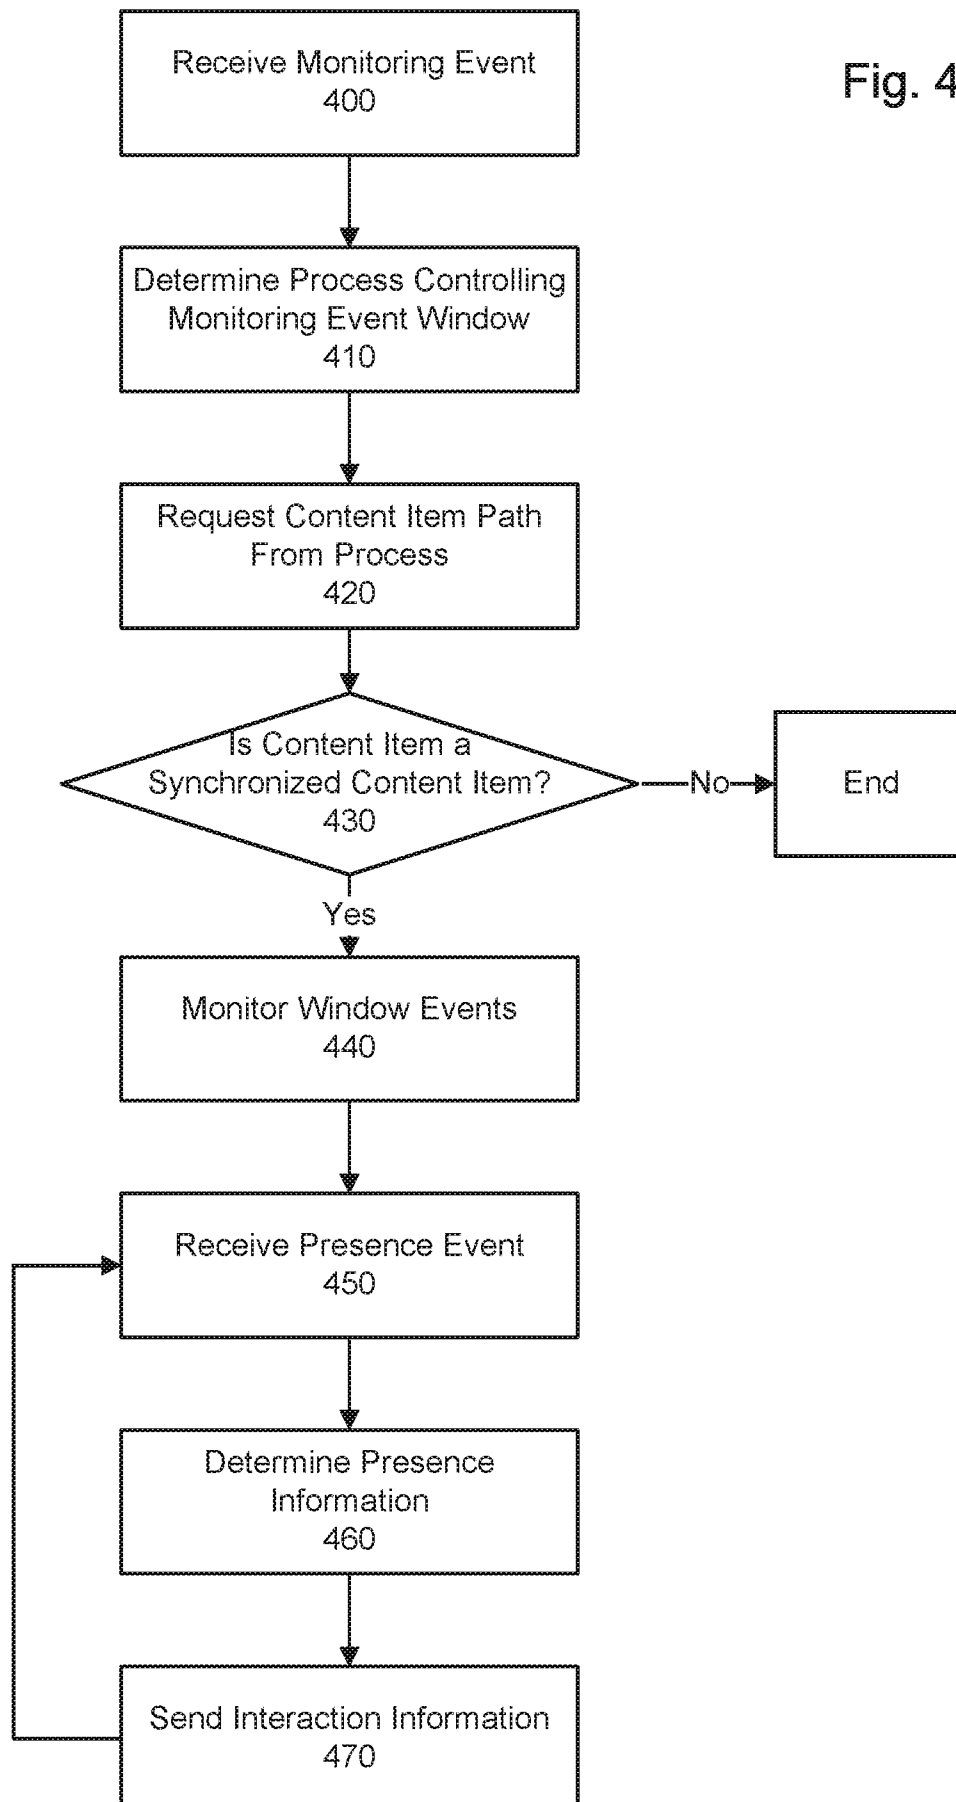 Receive Monitoring Event
400
Fig. 4
Determine Process Controlling
Monitoring Event Window
410
Request Content Item Path
From Process
420
Is Content Item a
Synchronized Content Item?
430
No
End
Yes
Monitor Window Events
440
Receive Presence Event
450
Determine Presence
Information
460
Send Interaction Information
470